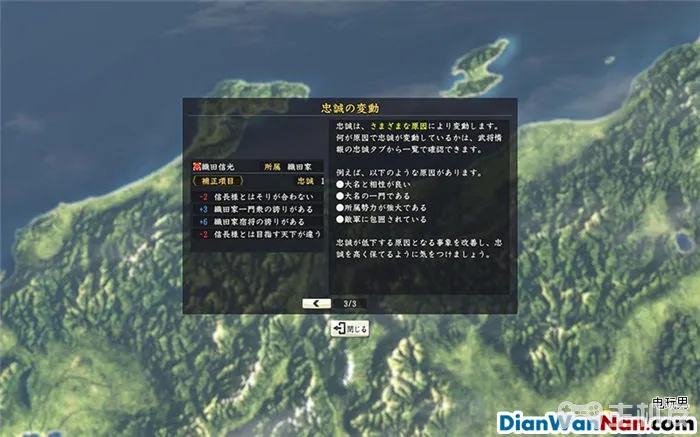 忠誠の変動
織田信光 所属 織田家
補正項目 忠誠 1
-2 信長様とはそりが合わない
+3 織田家一門衆の誇りがある
+6 織田家宿将の誇りがある
-2 信長様とは目指す天下が違う
忠誠は、さまざまな原因により変動します。
何が原因で忠誠が変動しているかは、武将情
報の忠誠タブから一覧で確認できます。
例えば、以下のような原因があります。
●大名と相性が良い
●大名の一門である
●所属勢力が強大である
●敵軍に包囲されている
忠誠が低下する原因となる事象を改善し、忠
誠を高く保てるように気をつけましょう。
3/3
閉じる
电玩男
DianWanNan.com